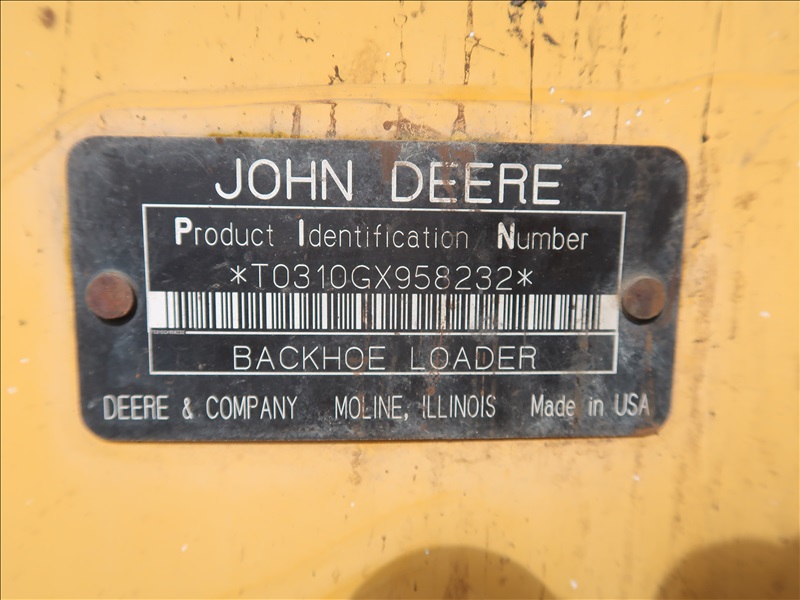 JOHN DEERE
Product Identification Number
*T0310GX958232*
BACKHOE LOADER
DEERE & COMPANY MOLINE, ILLINOIS Made in USA